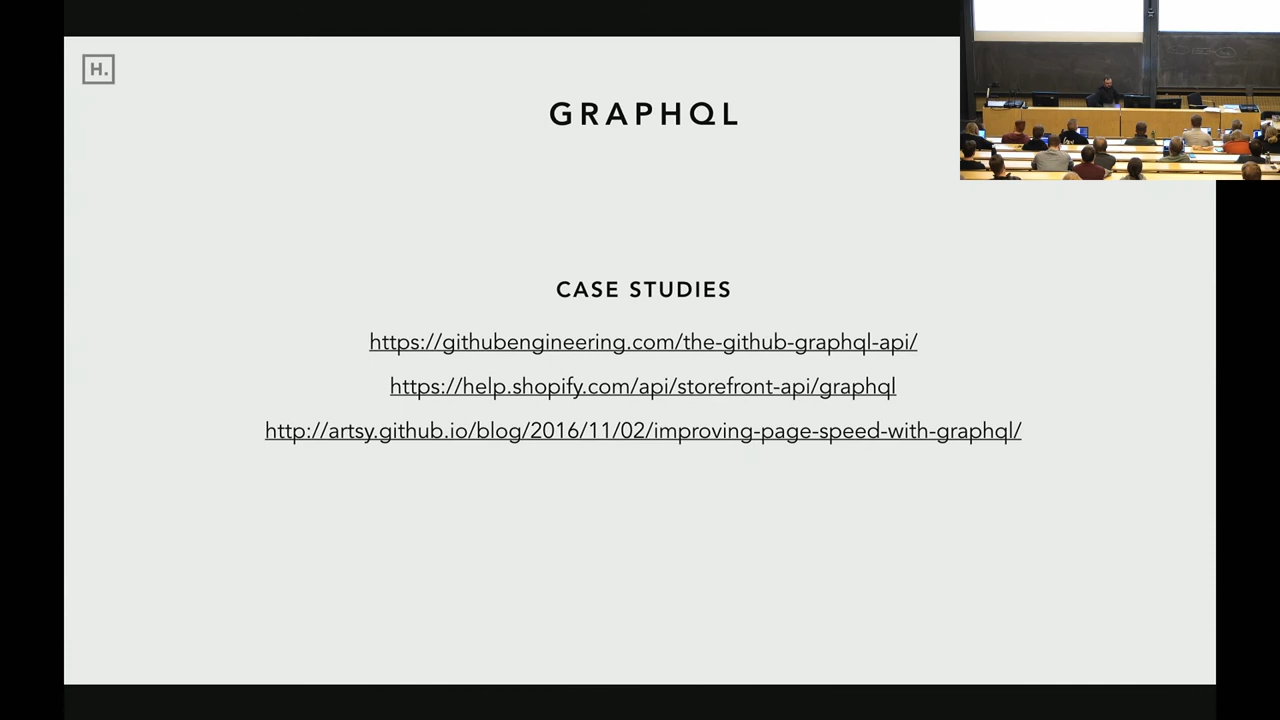 H.
GRAPHQL
CASE STUDIES
https://githubengineering.com/the-github-graphql-api/
https://help.shopify.com/api/storefront-api/graphql
http://artsy.github.io/blog/2016/11/02/improving-page-speed-with-graphql/